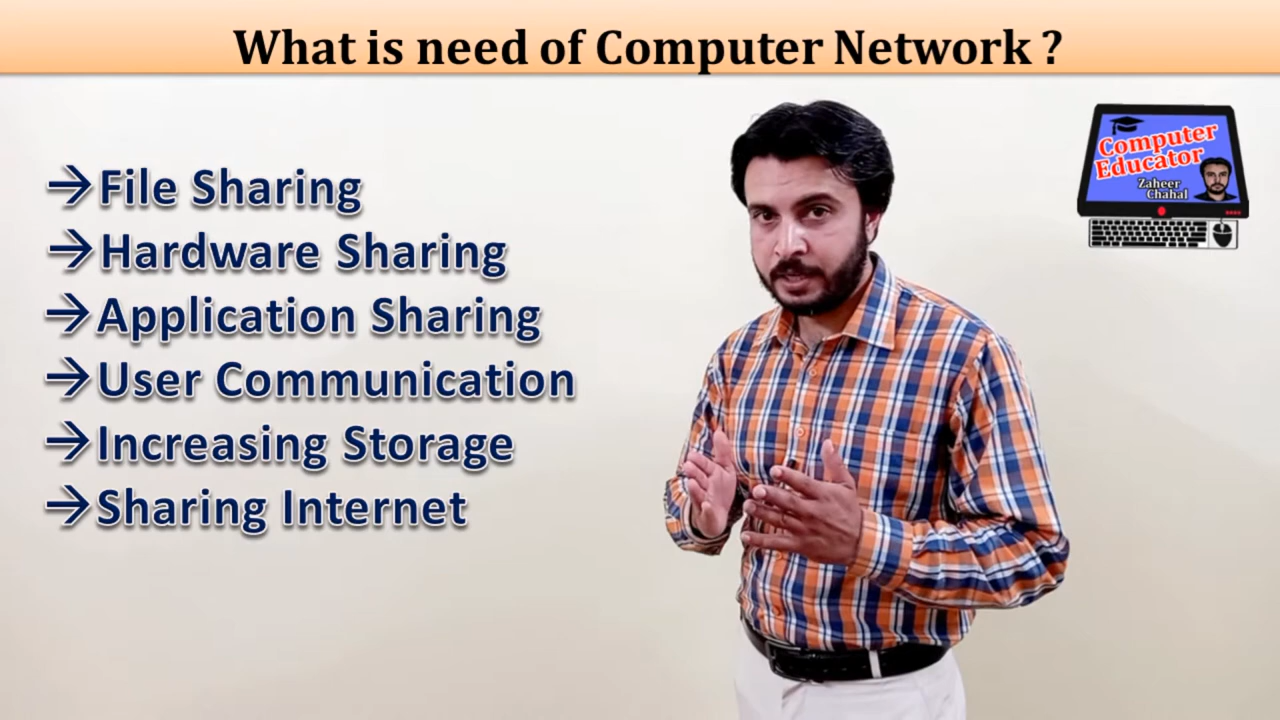 What is need of Computer Network ?
→File Sharing
→Hardware Sharing
→Application Sharing
→User Communication
→Increasing Storage
→Sharing Internet
Computer
Educator
Zaheer
Chahal